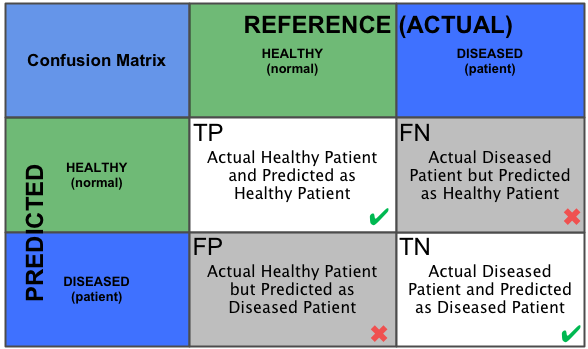 REFERENCE (ACTUAL)
Confusion Matrix
HEALTHY
(normal)
DISEASED
(patient)
PREDICTED
HEALTHY
(normal)
TP
Actual Healthy Patient
and Predicted as
Healthy Patient
✔
FN
Actual Diseased
Patient but Predicted
as Healthy Patient
✖
DISEASED
(patient)
FP
Actual Healthy Patient
but Predicted as
Diseased Patient
✖
TN
Actual Diseased
Patient and Predicted
as Diseased Patient
✔